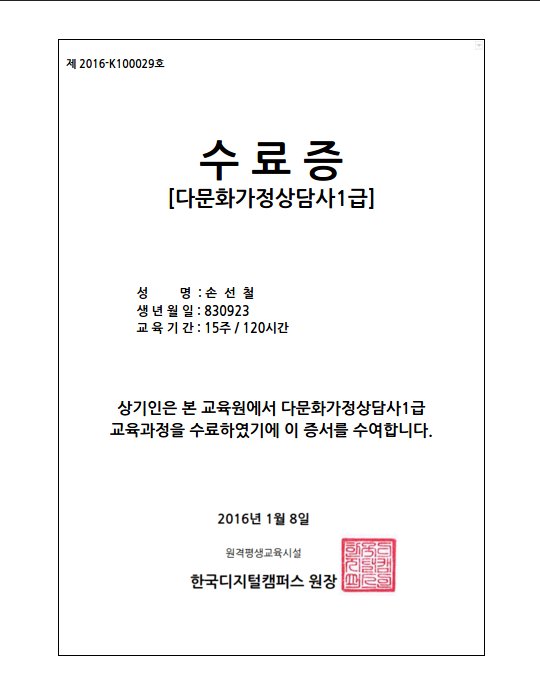 제 2016-K100029호
수 료 증
[다문화가정상담사1급]
성 명 : 손 선 철
생 년 월 일 : 830923
교 육 기 간 : 15주 / 120시간
상기인은 본 교육원에서 다문화가정상담사1급
교육과정을 수료하였기에 이 증서를 수여합니다.
2016년 1월 8일
원격평생교육시설
한국디지털캠퍼스 원장